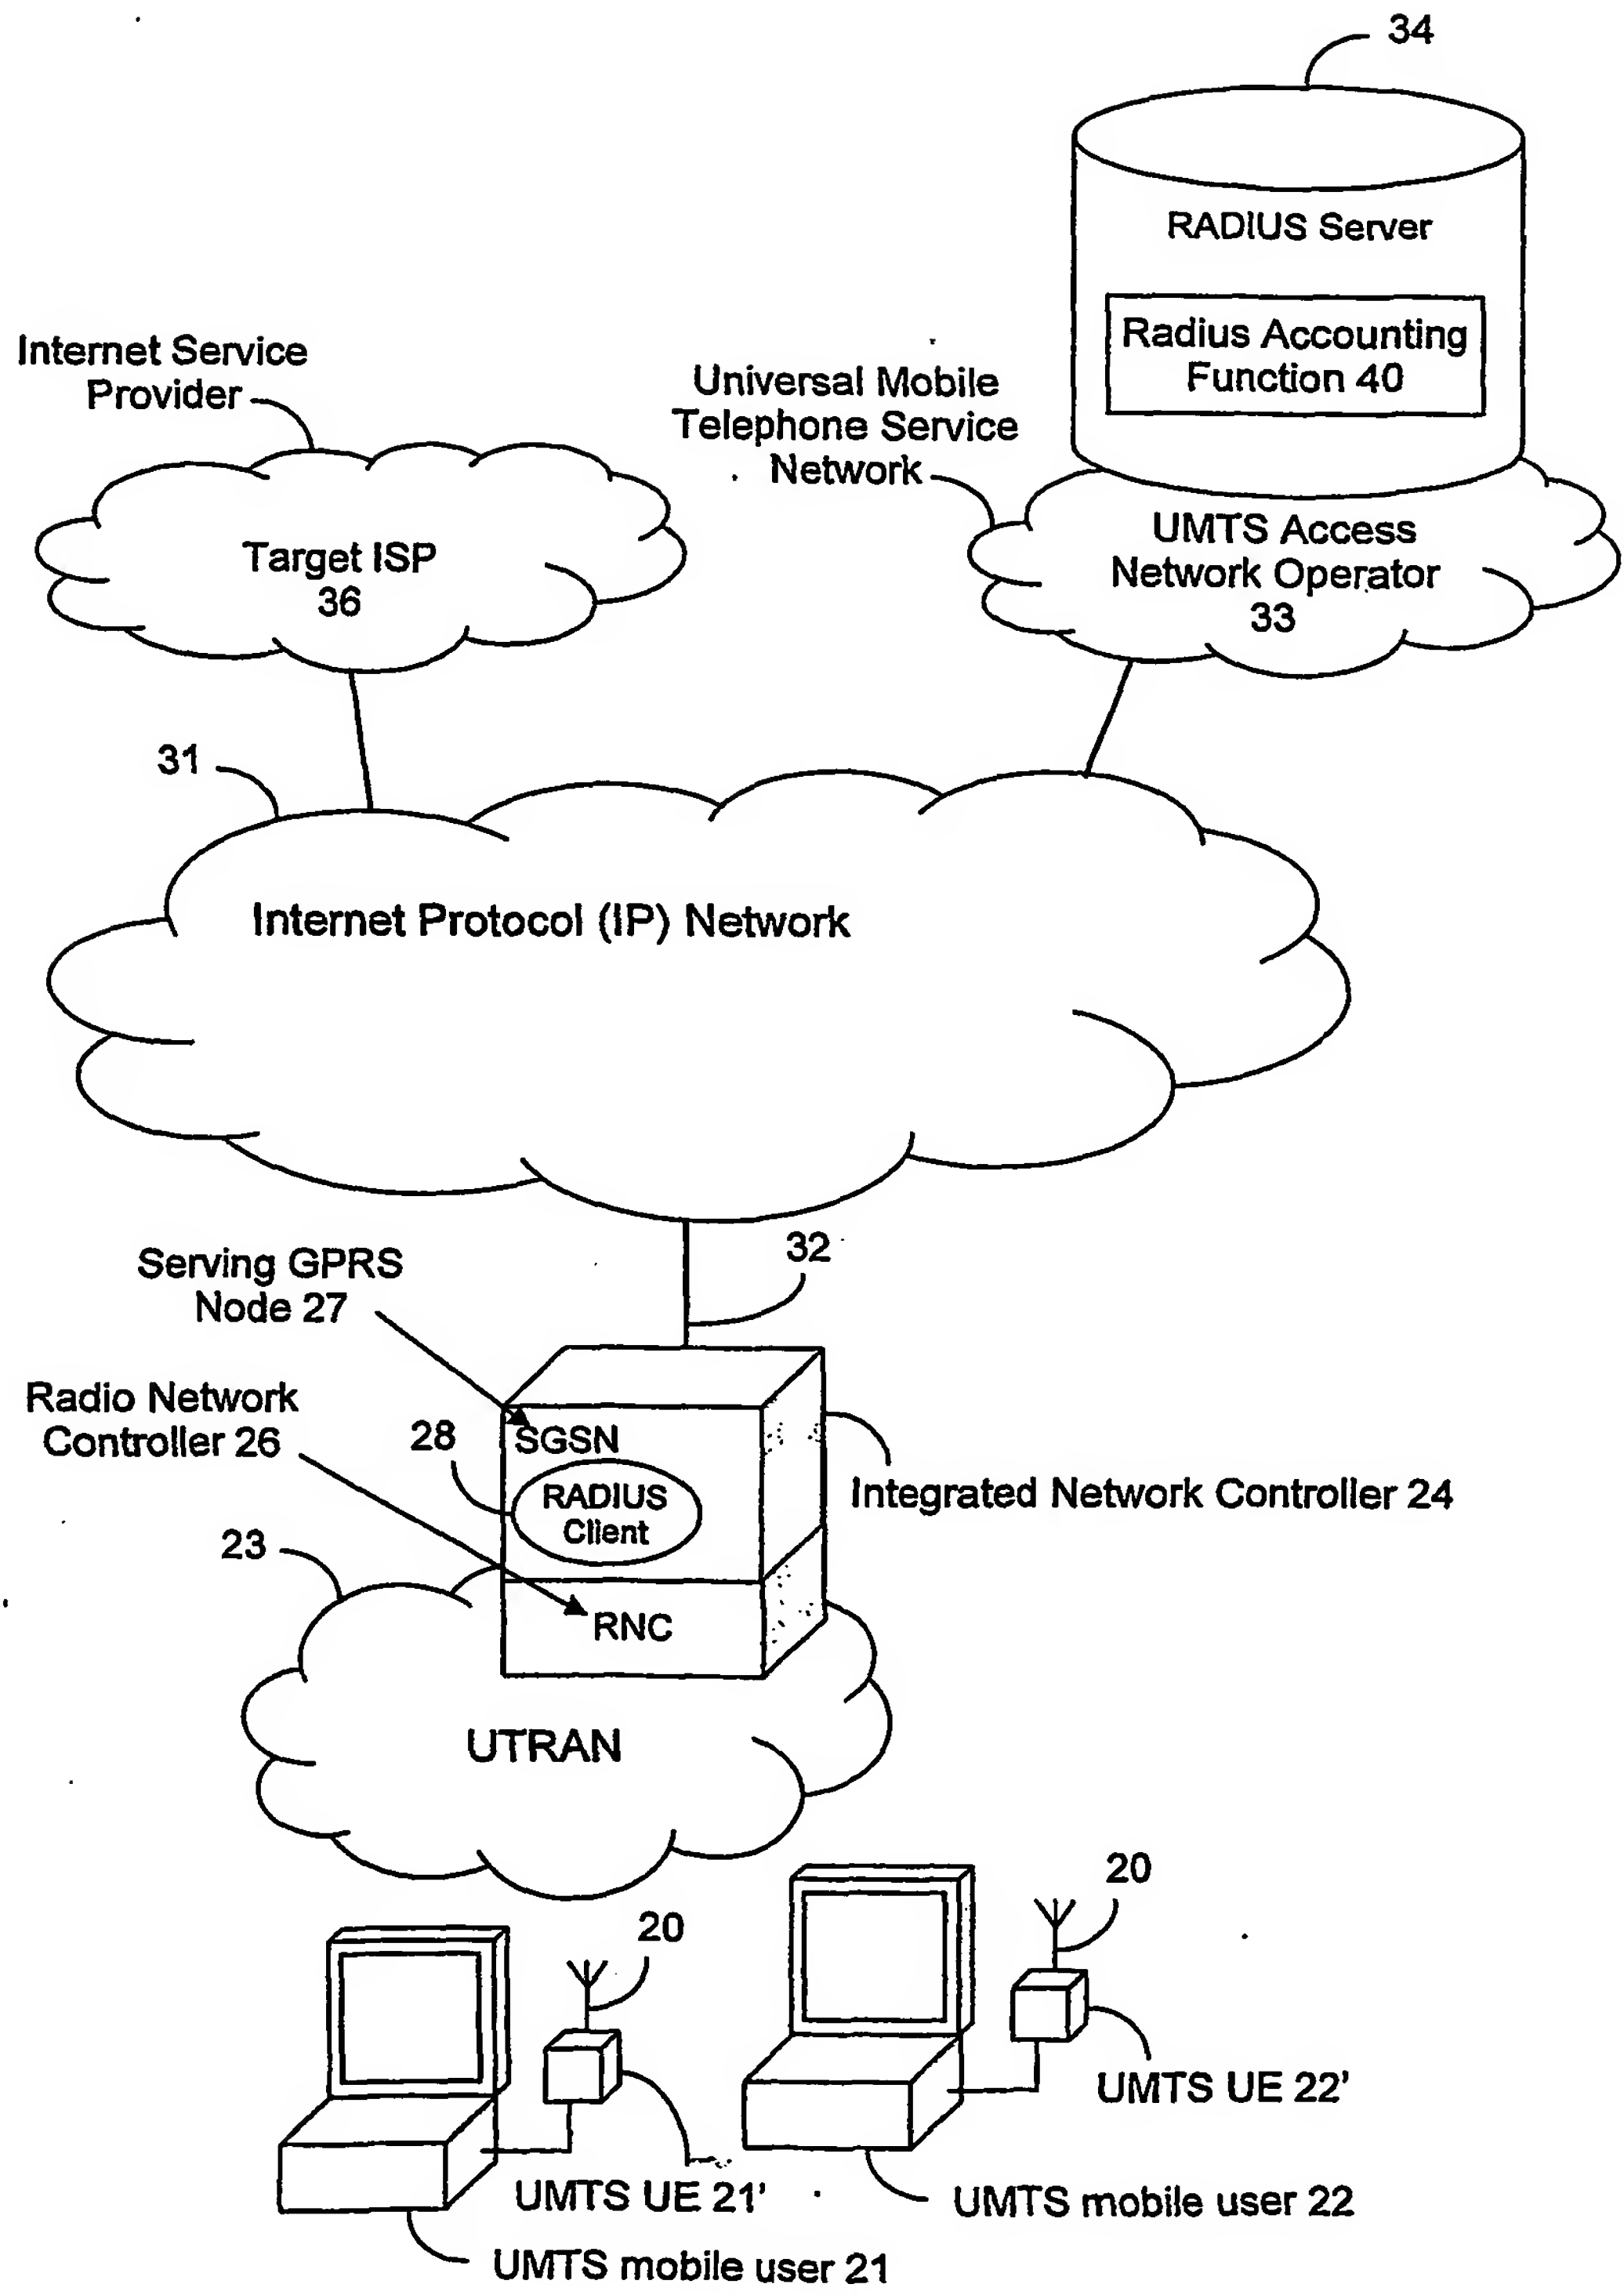 34
RADIUS Server
Radius Accounting
Function 40
Internet Service
Provider
Universal Mobile
Telephone Service
Network
Target ISP
36
UMTS Access
Network Operator
33
31
Internet Protocol (IP) Network
32
Serving GPRS
Node 27
Radio Network
Controller 26
28
SGSN
RADIUS
Client
Integrated Network Controller 24
23
RNC
UTRAN
20
20
UMTS UE 22'
UMTS UE 21'
UMTS mobile user 22
UMTS mobile user 21